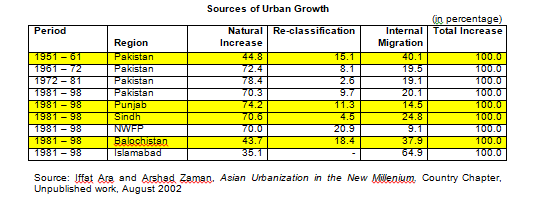 Sources of Urban Growth
(in percentage)
Period Region Natural Increase Re-classification Internal Migration Total Increase
1951 – 61 Pakistan 44.8 15.1 40.1 100.0
1961 – 72 Pakistan 72.4 8.1 19.5 100.0
1972 – 81 Pakistan 78.4 2.6 19.1 100.0
1981 – 98 Pakistan 70.3 9.7 20.1 100.0
1981 – 98 Punjab 74.2 11.3 14.5 100.0
1981 – 98 Sindh 70.6 4.5 24.8 100.0
1981 – 98 NWFP 70.0 20.9 9.1 100.0
1981 – 98 Balochistan 43.7 18.4 37.9 100.0
1981 – 98 Islamabad 35.1 - 64.9 100.0
Source: Iffat Ara and Arshad Zaman, Asian Urbanization in the New Millenium, Country Chapter,
Unpublished work, August 2002